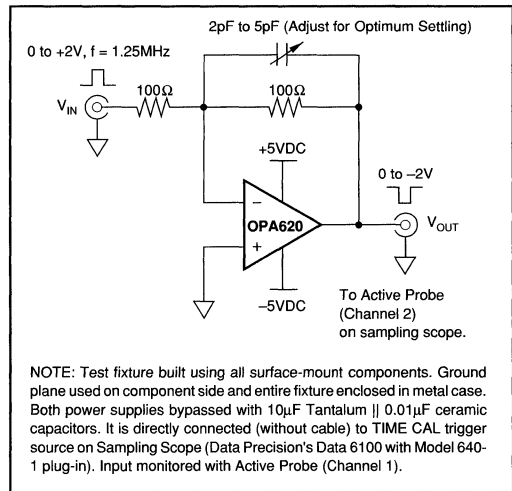 2pF to 5pF (Adjust for Optimum Settling)
0 to +2V, f = 1.25MHz
100Ω
100Ω
VIN
+5VDC
0 to –2V
–
OPA620
+
VOUT
–5VDC
To Active Probe
(Channel 2)
on sampling scope.
NOTE: Test fixture built using all surface-mount components. Ground
plane used on component side and entire fixture enclosed in metal case.
Both power supplies bypassed with 10µF Tantalum || 0.01µF ceramic
capacitors. It is directly connected (without cable) to TIME CAL trigger
source on Sampling Scope (Data Precision's Data 6100 with Model 640-
1 plug-in). Input monitored with Active Probe (Channel 1).